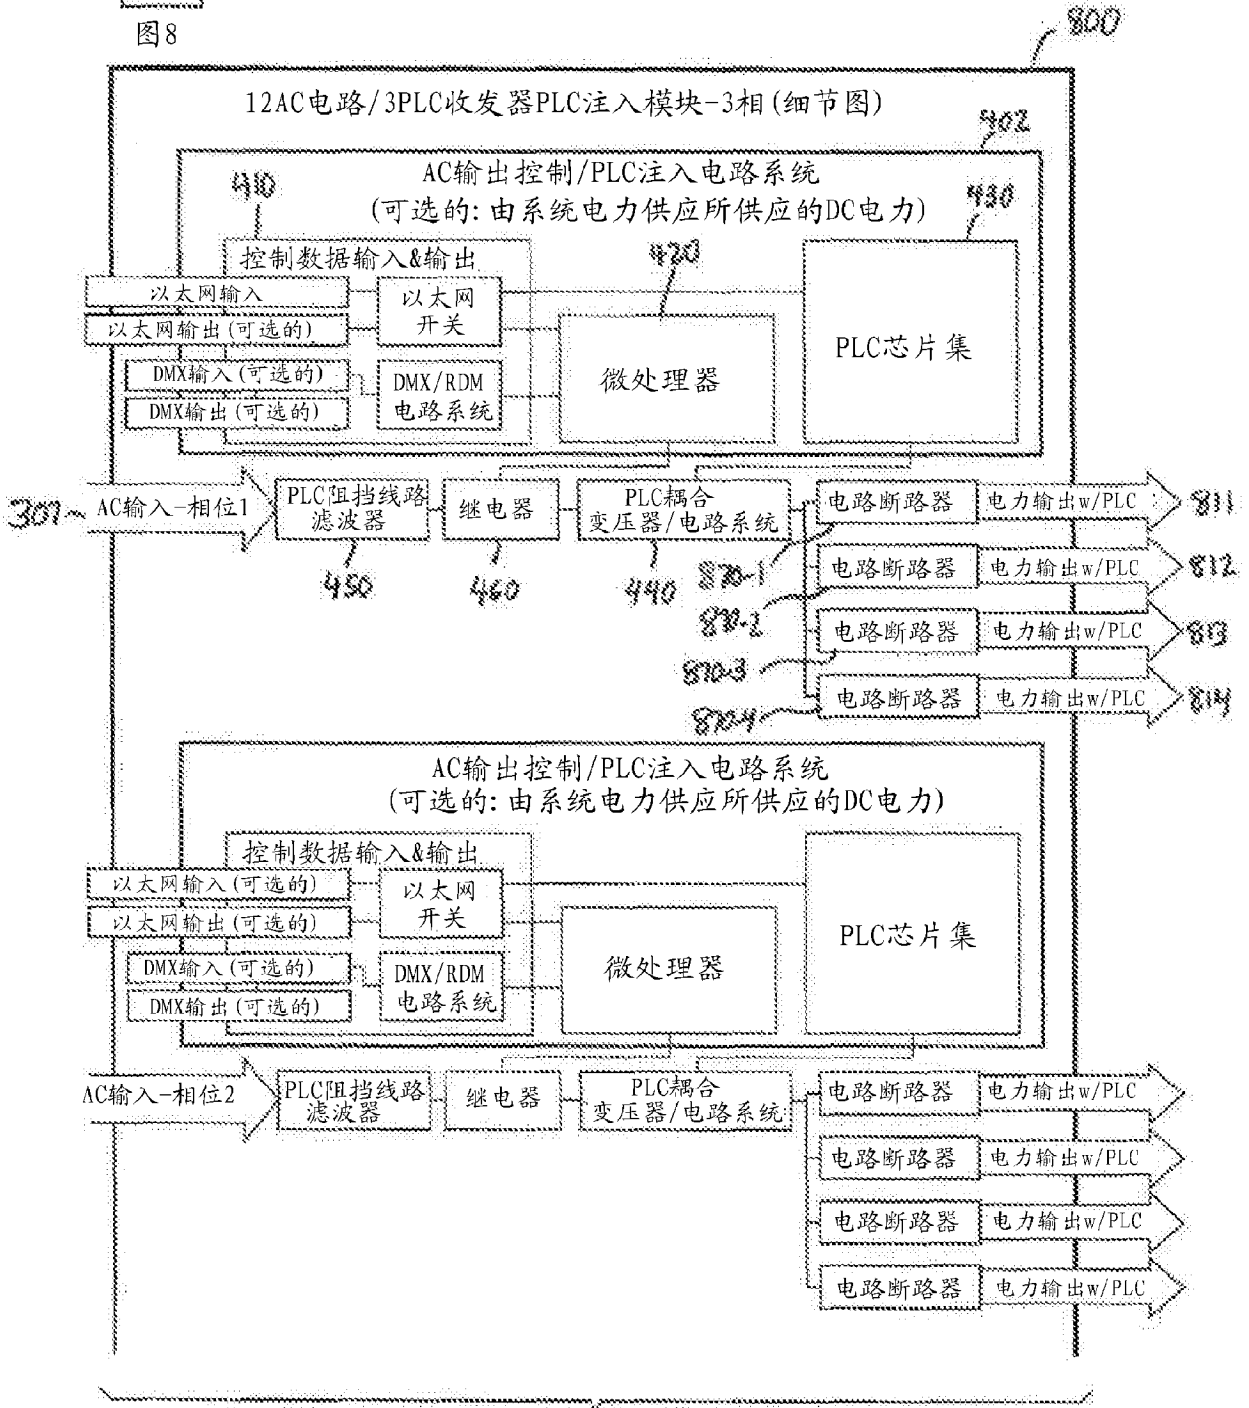 图8
800
12AC电路/3PLC收发器PLC注入模块-3相(细节图)
402
AC输出控制/PLC注入电路系统
(可选的:由系统电力供应所供应的DC电力)
410
430
控制数据输入&输出
420
以太网输入
以太网输出(可选的)
以太网
开关
DMX输入(可选的)
DMX输出(可选的)
DMX/RDM
电路系统
微处理器
PLC芯片集
307
AC输入-相位1
PLC阻挡线路
滤波器
450
继电器
460
PLC耦合
变压器/电路系统
440
电路断路器
电力输出w/PLC
811
870-1
电路断路器
电力输出w/PLC
812
870-2
电路断路器
电力输出w/PLC
813
870-3
电路断路器
电力输出w/PLC
814
870-4
AC输出控制/PLC注入电路系统
(可选的:由系统电力供应所供应的DC电力)
控制数据输入&输出
以太网输入(可选的)
以太网输出(可选的)
以太网
开关
DMX输入(可选的)
DMX输出(可选的)
DMX/RDM
电路系统
微处理器
PLC芯片集
AC输入-相位2
PLC阻挡线路
滤波器
继电器
PLC耦合
变压器/电路系统
电路断路器
电力输出w/PLC
电路断路器
电力输出w/PLC
电路断路器
电力输出w/PLC
电路断路器
电力输出w/PLC